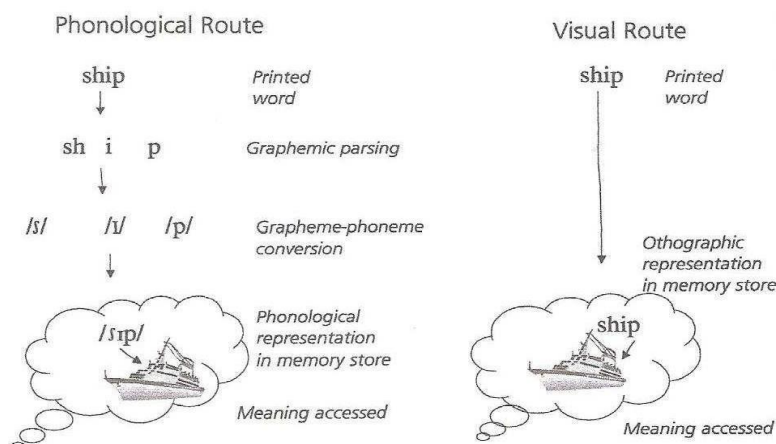 Phonological Route
ship
Printed
word
sh i p
Graphemic parsing
/ʃ/ /ɪ/ /p/
Grapheme-phoneme
conversion
/ʃɪp/
Phonological
representation
in memory store
Meaning accessed
Visual Route
ship
Printed
word
Othographic
representation
in memory store
ship
Meaning accessed